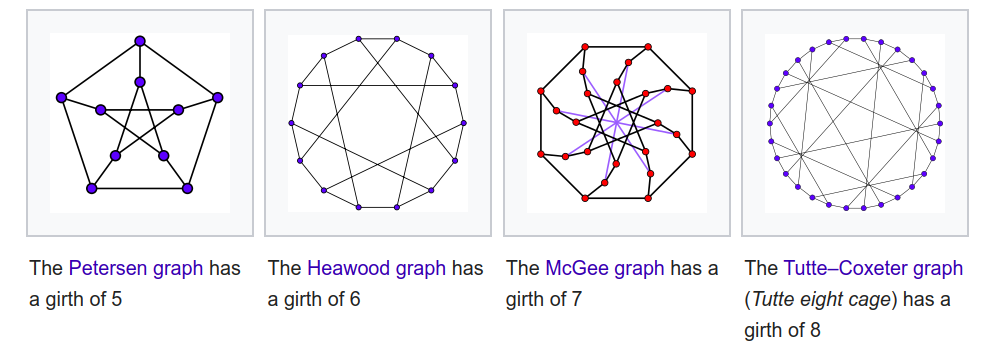 The Petersen graph has
a girth of 5
The Heawood graph has
a girth of 6
The McGee graph has a
girth of 7
The Tutte–Coxeter graph
(Tutte eight cage) has a
girth of 8